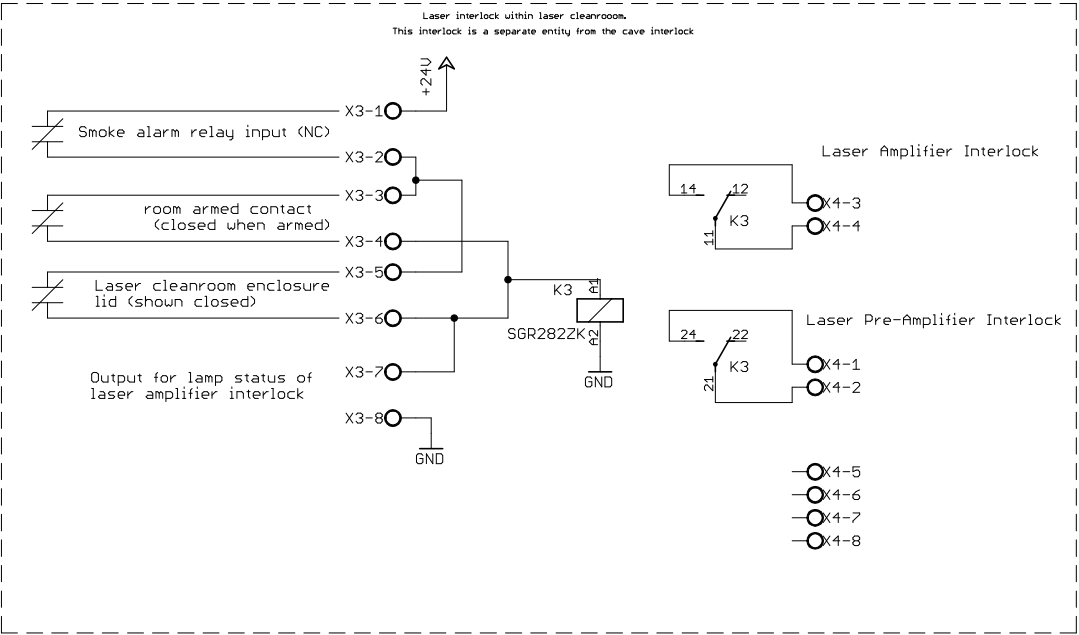 Laser interlock within laser cleanrooom.
This interlock is a separate entity from the cave interlock
+24V
X3-1
Smoke alarm relay input (NC)
X3-2
X3-3
room armed contact
(closed when armed)
X3-4
X3-5
Laser cleanroom enclosure
lid (shown closed)
X3-6
X3-7
Output for lamp status of
laser amplifier interlock
X3-8
GND
K3
A1
SGR282ZK
A2
GND
Laser Amplifier Interlock
14
12
K3
11
X4-3
X4-4
Laser Pre-Amplifier Interlock
24
22
K3
21
X4-1
X4-2
X4-5
X4-6
X4-7
X4-8